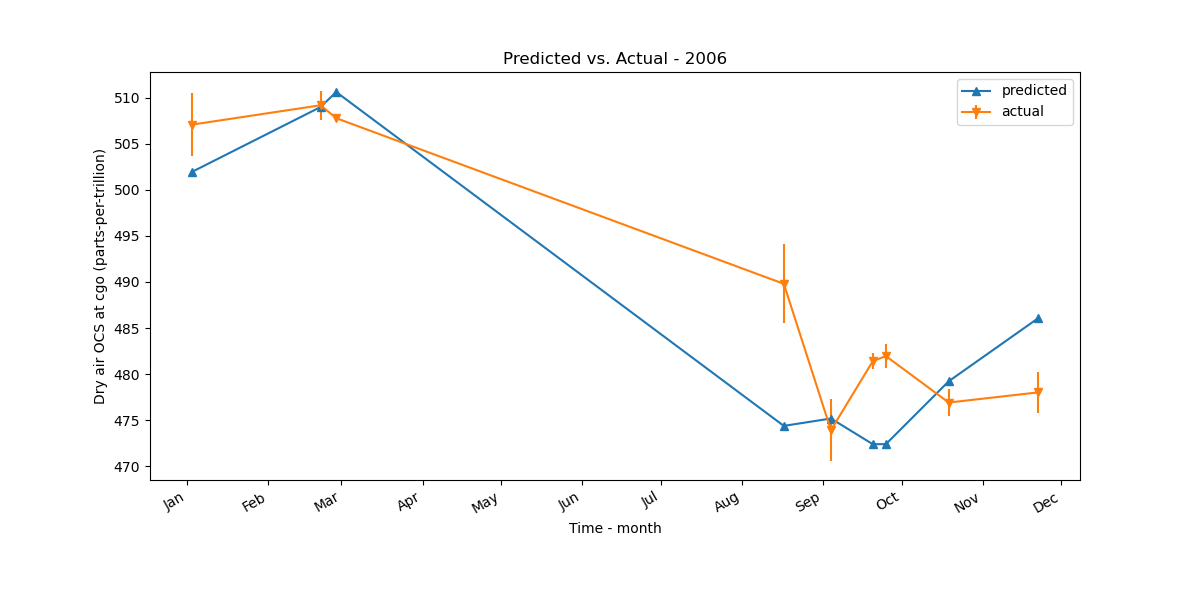 Predicted vs. Actual - 2006
predicted
actual
510
505
500
495
490
485
480
475
470
Dry air OCS at cgo (parts-per-trillion)
Jan
Feb
Mar
Apr
May
Jun
Jul
Aug
Sep
Oct
Nov
Dec
Time - month